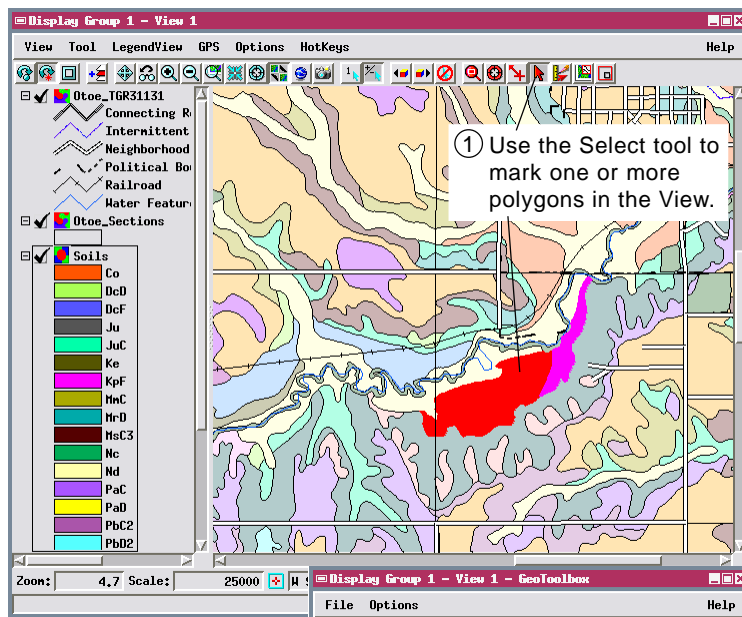 Display Group 1 - View 1
View Tool LegendView GPS Options HotKeys Help
Otoe_TGR31131
Connecting R
Intermittent
Neighborhood
Political Bou
Railroad
Water Featur
Otoe_Sections
Soils
Co
DcD
DcF
Ju
JuC
Ke
KpF
MmC
MrD
MsC3
Nc
Nd
PaC
PaD
PbC2
PbD2
1 Use the Select tool to
mark one or more
polygons in the View.
Zoom: 4.7 Scale: 25000 W
Display Group 1 - View 1 - GeoToolbox
File Options Help